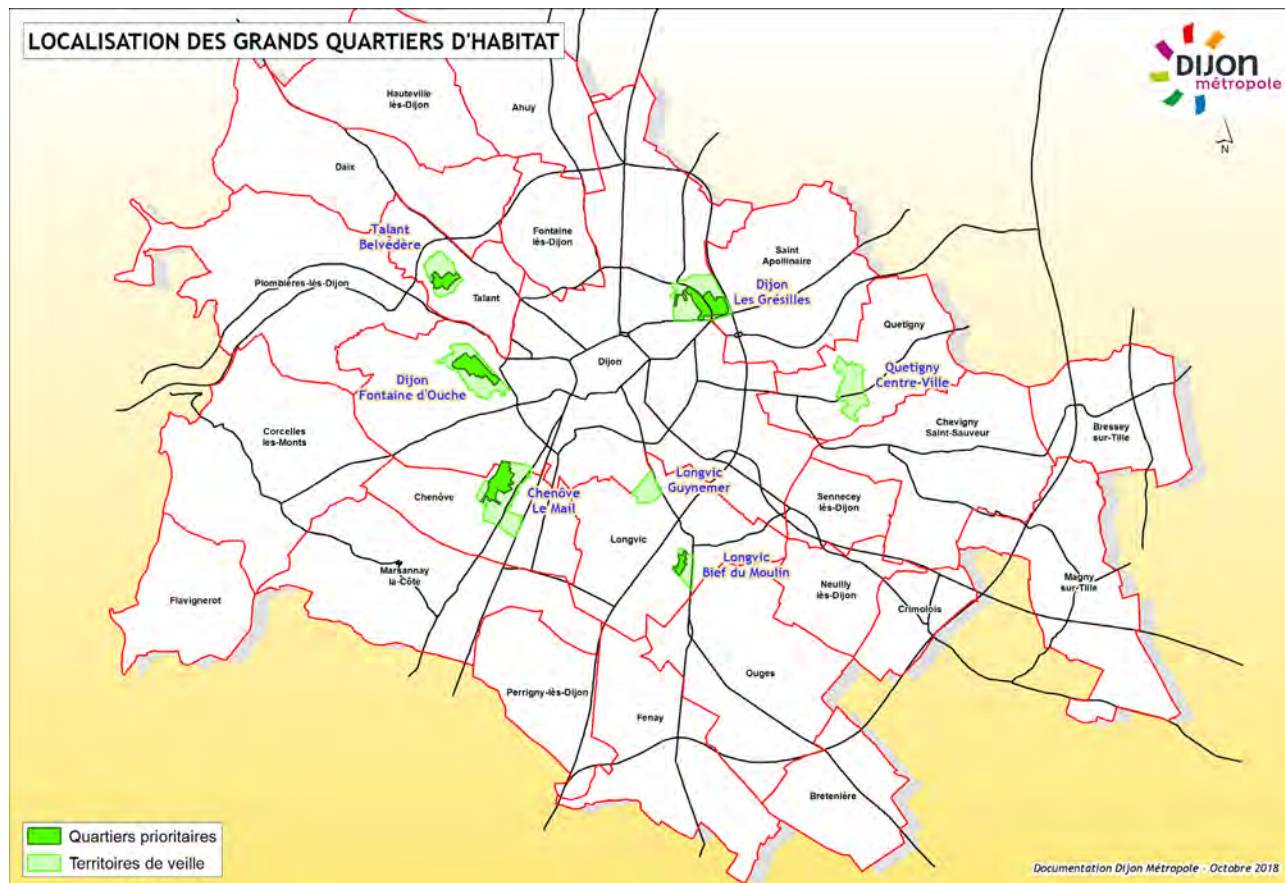 LOCALISATION DES GRANDS QUARTIERS D'HABITAT
DIJON
métropole
N
Hauteville
lès-Dijon
Ahuy
Daix
Talant
Belvédère
Fontaine
lès-Dijon
Saint
Apollinaire
Plombières-lès-Dijon
Talant
Dijon
Les Grésilles
Quetigny
Dijon
Quetigny
Centre-Ville
Dijon
Fontaine d'Ouche
Corcelles
les-Monts
Chevigny
Saint-Sauveur
Bressey
sur-Tille
Longvic
Guynemer
Chenôve
Chenôve
Le Mail
Sennecey
lès-Dijon
Longvic
Longvic
Bief du Moulin
Marsannay
la-Côte
Neuilly
lès-Dijon
Magny
sur-Tille
Flavignerot
Crimolois
Ouges
Perrigny-lès-Dijon
Fenay
Bretenière
Quartiers prioritaires
Territoires de veille
Documentation Dijon Métropole - Octobre 2018